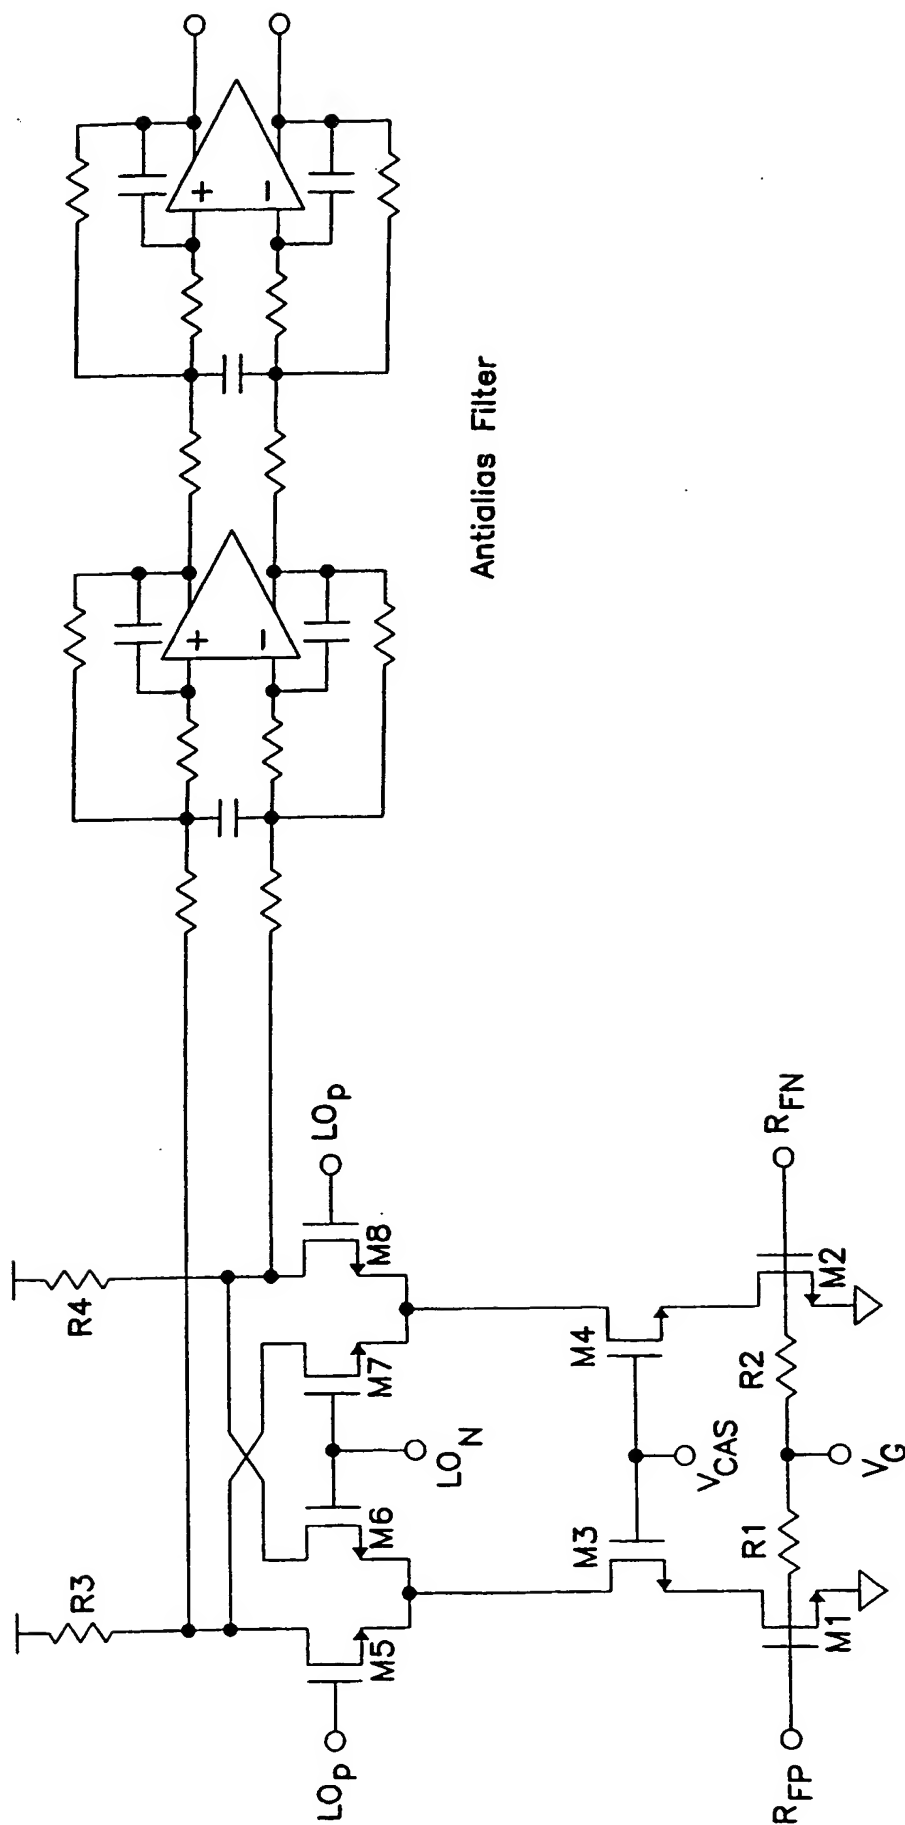 +
−
+
−
Antialias Filter
R3
R4
LOP
M5
M6
LON
M7
M8
LOP
M3
VCAS
M4
RFP
M1
R1
VG
R2
M2
RFN